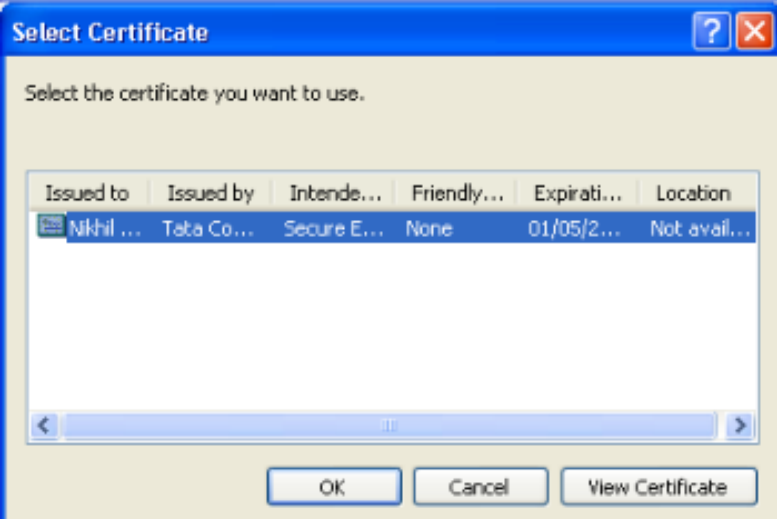 Select Certificate
Select the certificate you want to use.
Issued to Issued by Intende... Friendly... Expirati... Location
Nikhil ... Tata Co... Secure E... None 01/05/2... Not avail...
OK Cancel View Certificate